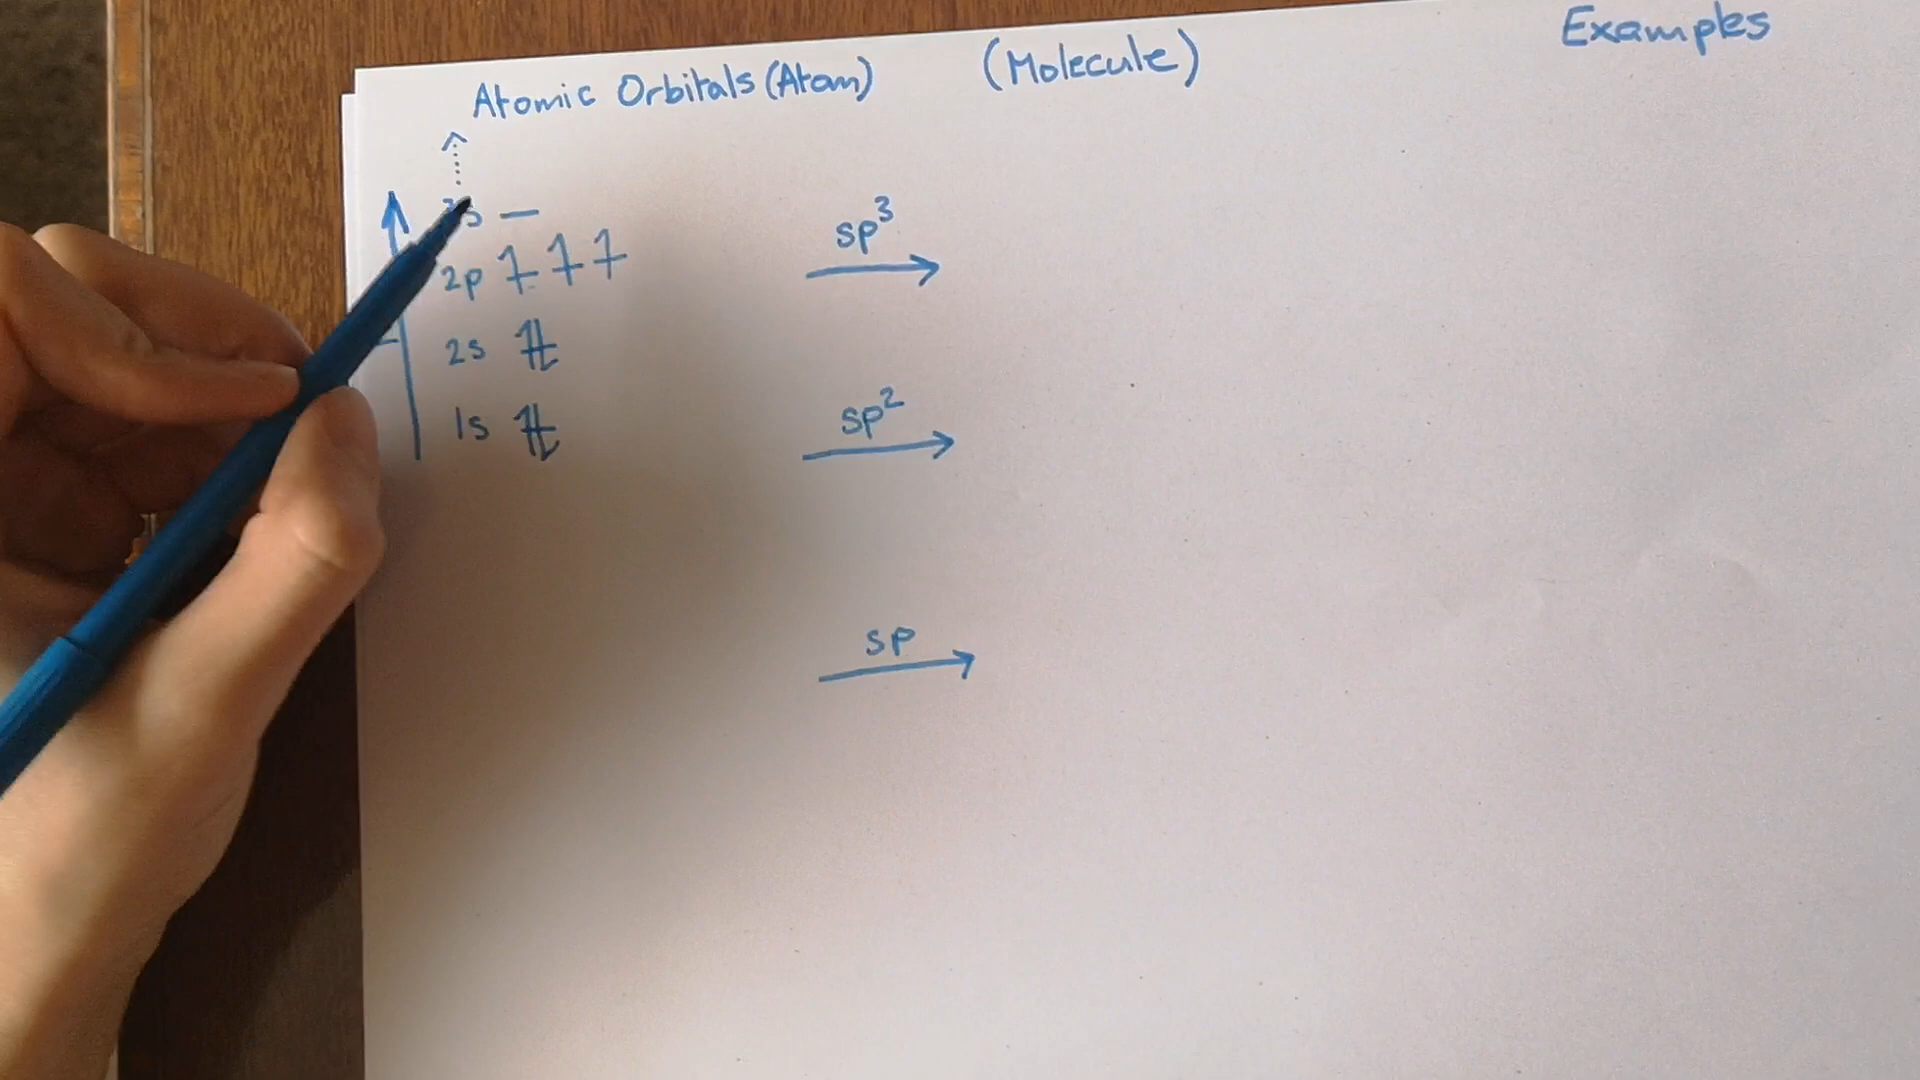 Atomic Orbitals (Atom)
(Molecule)
Examples
2p
2s
1s
sp³
sp²
sp